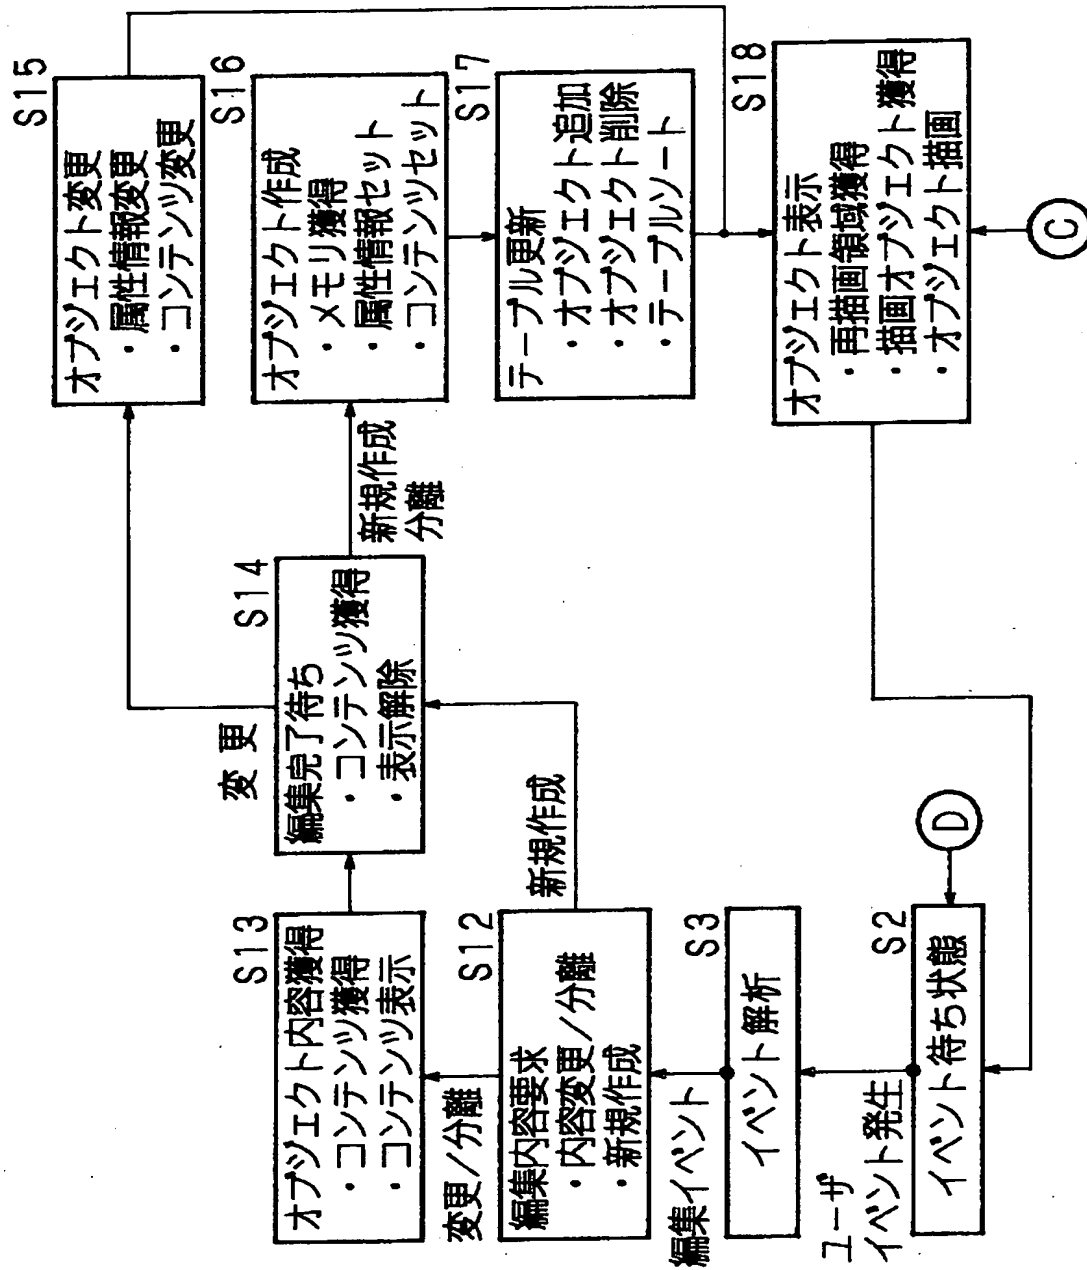 S15
オブジェクト変更
・属性情報変更
・コンテンツ変更
S16
オブジェクト作成
・メモリ獲得
・属性情報セット
・コンテンツセット
S17
テーブル更新
・オブジェクト追加
・オブジェクト削除
・テーブルソート
S18
オブジェクト表示
・再描画領域獲得
・描画オブジェクト獲得
・オブジェクト描画
C
新規作成
分離
S14
編集完了待ち
・コンテンツ獲得
・表示解除
変更
新規作成
D
S13
オブジェクト内容獲得
・コンテンツ獲得
・コンテンツ表示
変更/分離
S12
編集内容要求
・内容変更/分離
・新規作成
編集イベント
S3
イベント解析
ユーザ
イベント発生
S2
イベント待ち状態